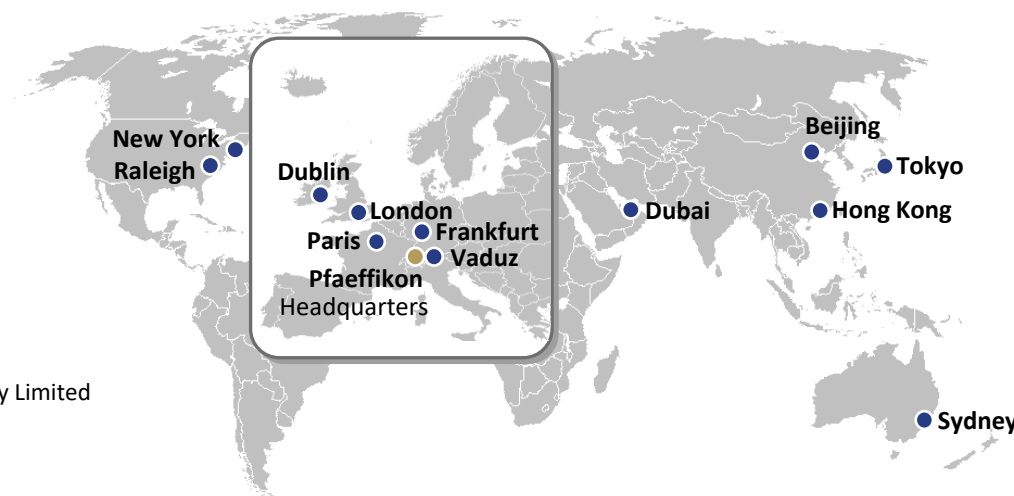 New York
Raleigh
Dublin
London
Paris
Frankfurt
Vaduz
Pfaeffikon
Headquarters
Beijing
Tokyo
Dubai
Hong Kong
y Limited
Sydney